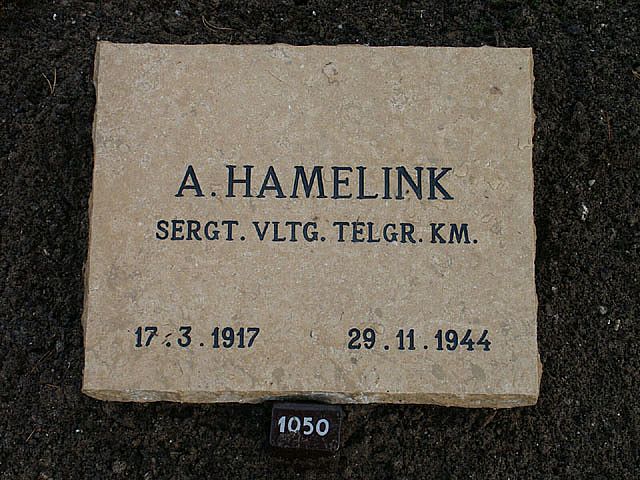 A. HAMELINK
SERGT. VLTG. TELGR. KM.
17.3.1917 29.11.1944
1050